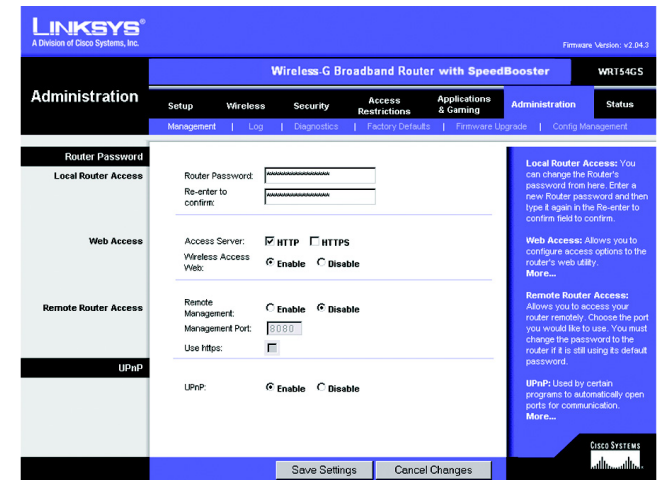 LINKSYS®
A Division of Cisco Systems, Inc.
Firmware Version: v2.04.3
Wireless-G Broadband Router with SpeedBooster
WRT54GS
Administration
Setup
Wireless
Security
Access Restrictions
Applications & Gaming
Administration
Status
Management | Log | Diagnostics | Factory Defaults | Firmware Upgrade | Config Management
Router Password
Local Router Access
Router Password:
Re-enter to
confirm:
Web Access
Access Server: HTTP HTTPS
Wireless Access
Web:
Enable Disable
Remote Router Access
Remote
Management:
Enable Disable
Management Port: 8080
Use https:
UPnP
UPnP: Enable Disable
Local Router Access: You
can change the Router's
password from here. Enter a
new Router password and then
type it again in the Re-enter to
confirm field to confirm.
Web Access: Allows you to
configure access options to the
router's web utility.
More...
Remote Router
Access:
Allows you to access your
router remotely. Choose the port
you would like to use. You must
change the password to the
router if it is still using its default
password.
UPnP: Used by certain
programs to automatically open
ports for communication.
More...
Save Settings
Cancel Changes
CISCO SYSTEMS